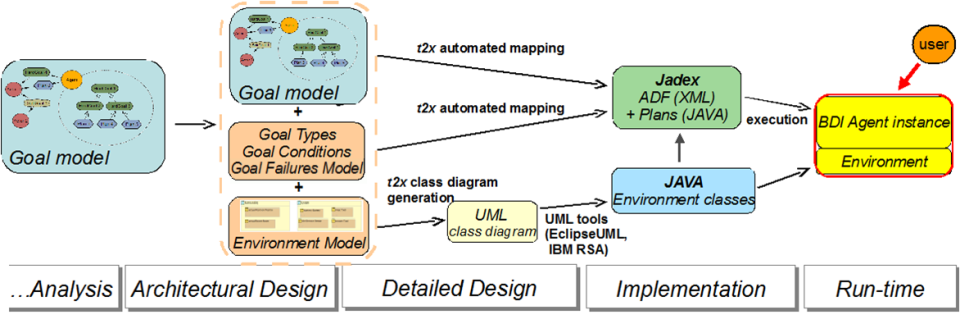 Goal model
Goal model
+
Goal Types
Goal Conditions
Goal Failures Model
+
Environment Model
t2x automated mapping
t2x automated mapping
t2x class diagram
generation
UML
class diagram
UML tools
(EclipseUML,
IBM RSA)
Jadex
ADF (XML)
+ Plans (JAVA)
JAVA
Environment classes
execution
user
BDI Agent instance
Environment
...Analysis
Architectural Design
Detailed Design
Implementation
Run-time